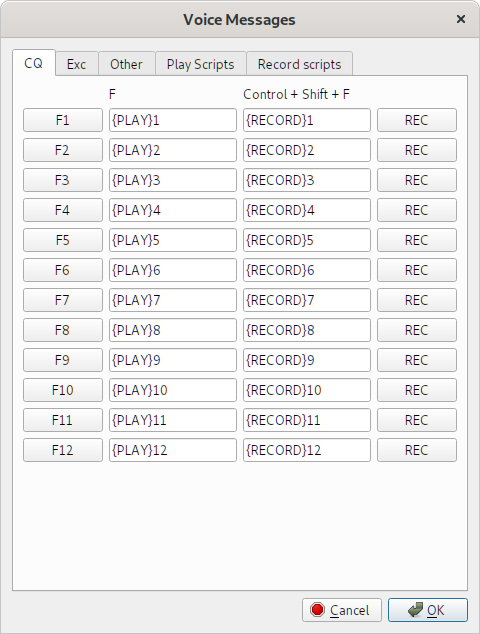 Voice Messages ×
CQ Exc Other Play Scripts Record scripts
F Control + Shift + F
F1 {PLAY}1 {RECORD}1 REC
F2 {PLAY}2 {RECORD}2 REC
F3 {PLAY}3 {RECORD}3 REC
F4 {PLAY}4 {RECORD}4 REC
F5 {PLAY}5 {RECORD}5 REC
F6 {PLAY}6 {RECORD}6 REC
F7 {PLAY}7 {RECORD}7 REC
F8 {PLAY}8 {RECORD}8 REC
F9 {PLAY}9 {RECORD}9 REC
F10 {PLAY}10 {RECORD}10 REC
F11 {PLAY}11 {RECORD}11 REC
F12 {PLAY}12 {RECORD}12 REC
Cancel OK